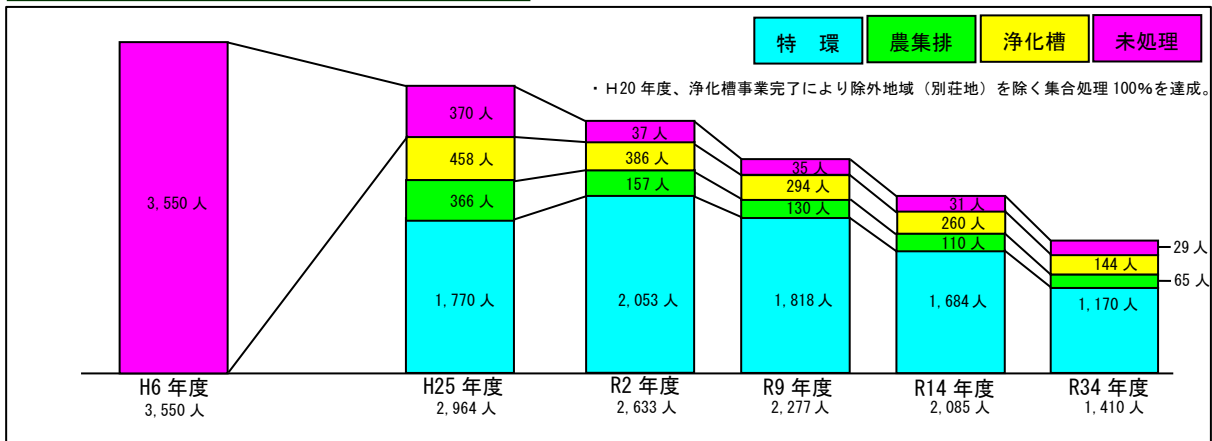 特 環
農集排
浄化槽
未処理
・H20 年度、浄化槽事業完了により除外地域（別荘地）を除く集合処理 100%を達成。
3,550 人
370 人
458 人
366 人
1,770 人
37 人
386 人
157 人
2,053 人
35 人
294 人
130 人
1,818 人
31 人
260 人
110 人
1,684 人
29 人
144 人
65 人
1,170 人
H6 年度
3,550 人
H25 年度
2,964 人
R2 年度
2,633 人
R9 年度
2,277 人
R14 年度
2,085 人
R34 年度
1,410 人